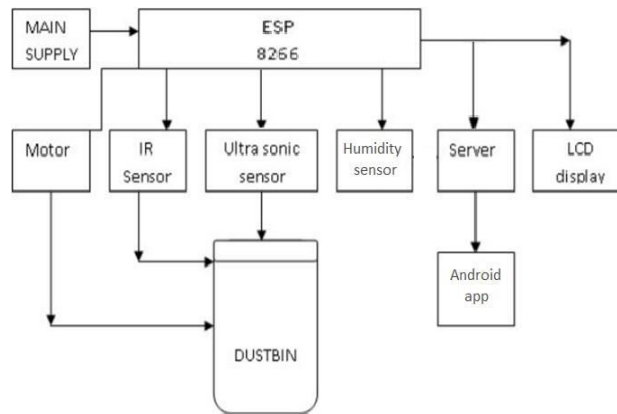 MAIN
SUPPLY
ESP
8266
Motor
IR
Sensor
Ultra sonic
sensor
Humidity
sensor
Server
LCD
display
Android
app
DUSTBIN